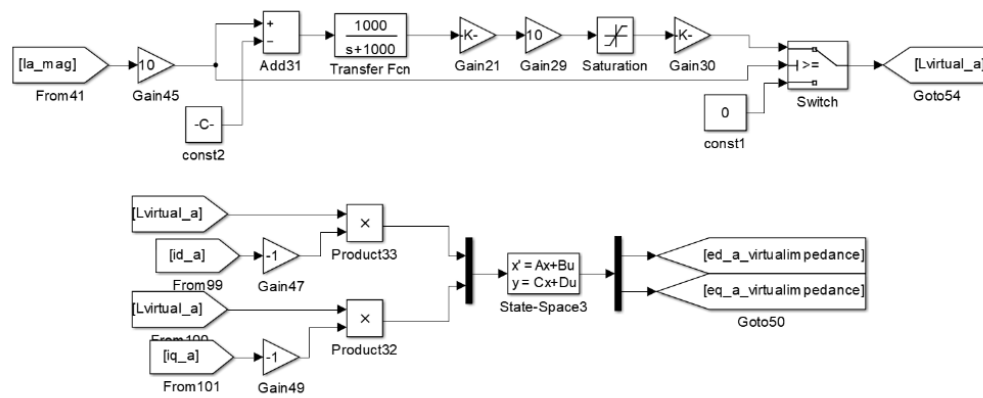 [Ia_mag]
From41
10
Gain45
-C-
const2
+
−
Add31
1000
s+1000
Transfer Fcn
-K-
Gain21
10
Gain29
Saturation
-K-
Gain30
>=
Switch
0
const1
[Lvirtual_a]
Goto54
[Lvirtual_a]
[id_a]
From99
-1
Gain47
×
Product33
[Lvirtual_a]
From100
[iq_a]
From101
-1
Gain49
×
Product32
x' = Ax+Bu
y = Cx+Du
State-Space3
[ed_a_virtualimpedance]
[eq_a_virtualimpedance]
Goto50